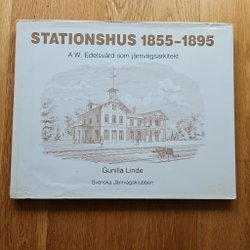 STATIONSHUS 1855–1895
A.W. Edelsvärd som järnvägsarkitekt
Gunilla Linde
Svenska Järnvägsklubben